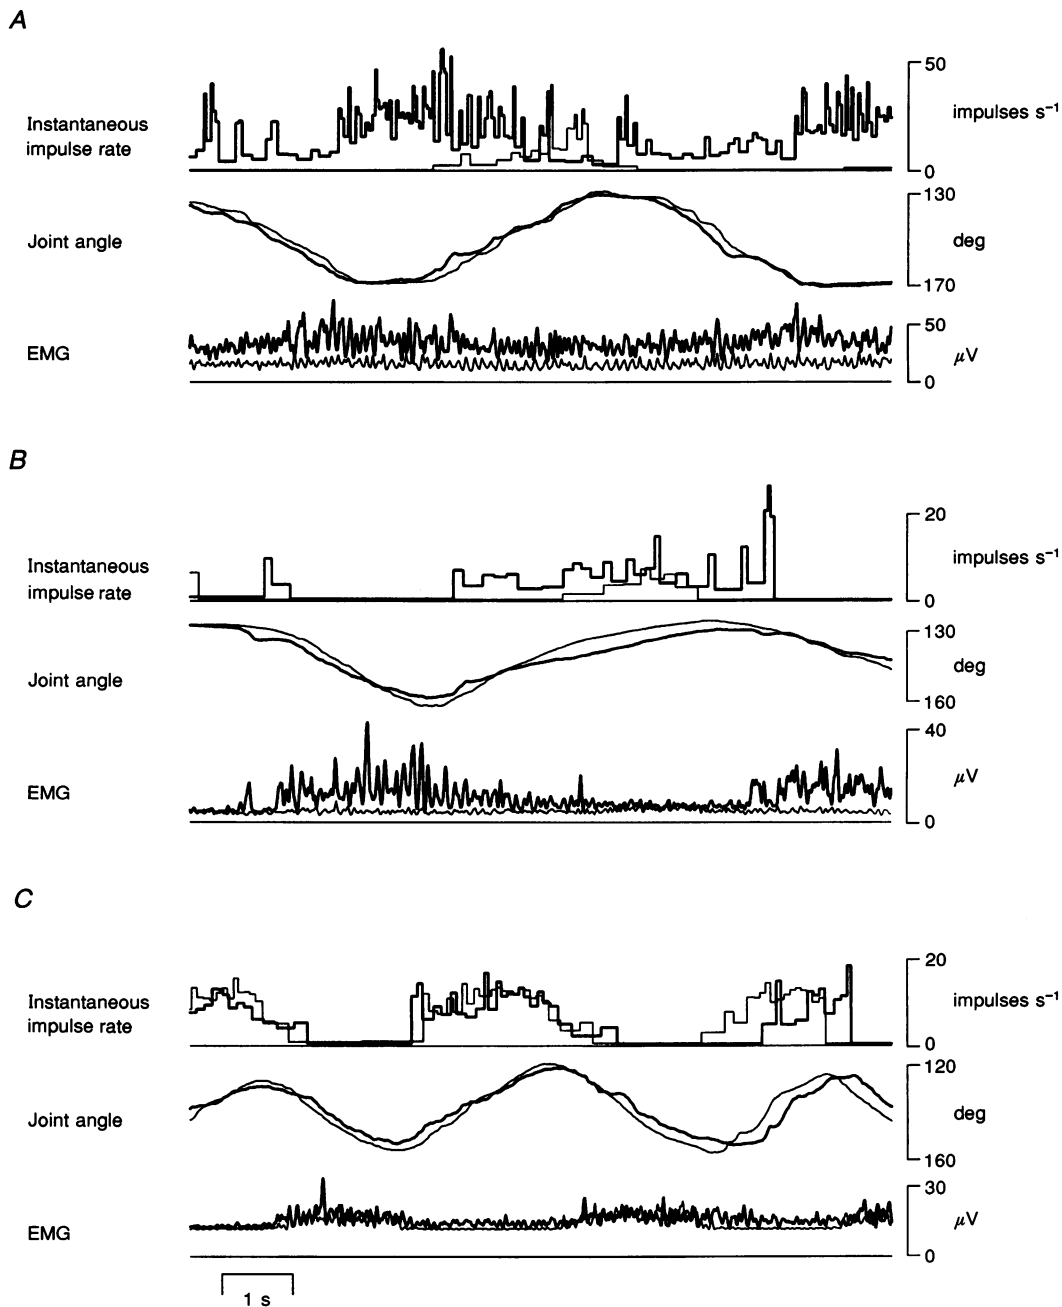 A
50
Instantaneous
impulse rate
impulses s⁻¹
0
130
Joint angle
deg
170
50
EMG
μV
0
B
20
Instantaneous
impulse rate
impulses s⁻¹
0
130
Joint angle
deg
160
40
EMG
μV
0
C
20
Instantaneous
impulse rate
impulses s⁻¹
0
120
Joint angle
deg
160
30
EMG
μV
0
1 s